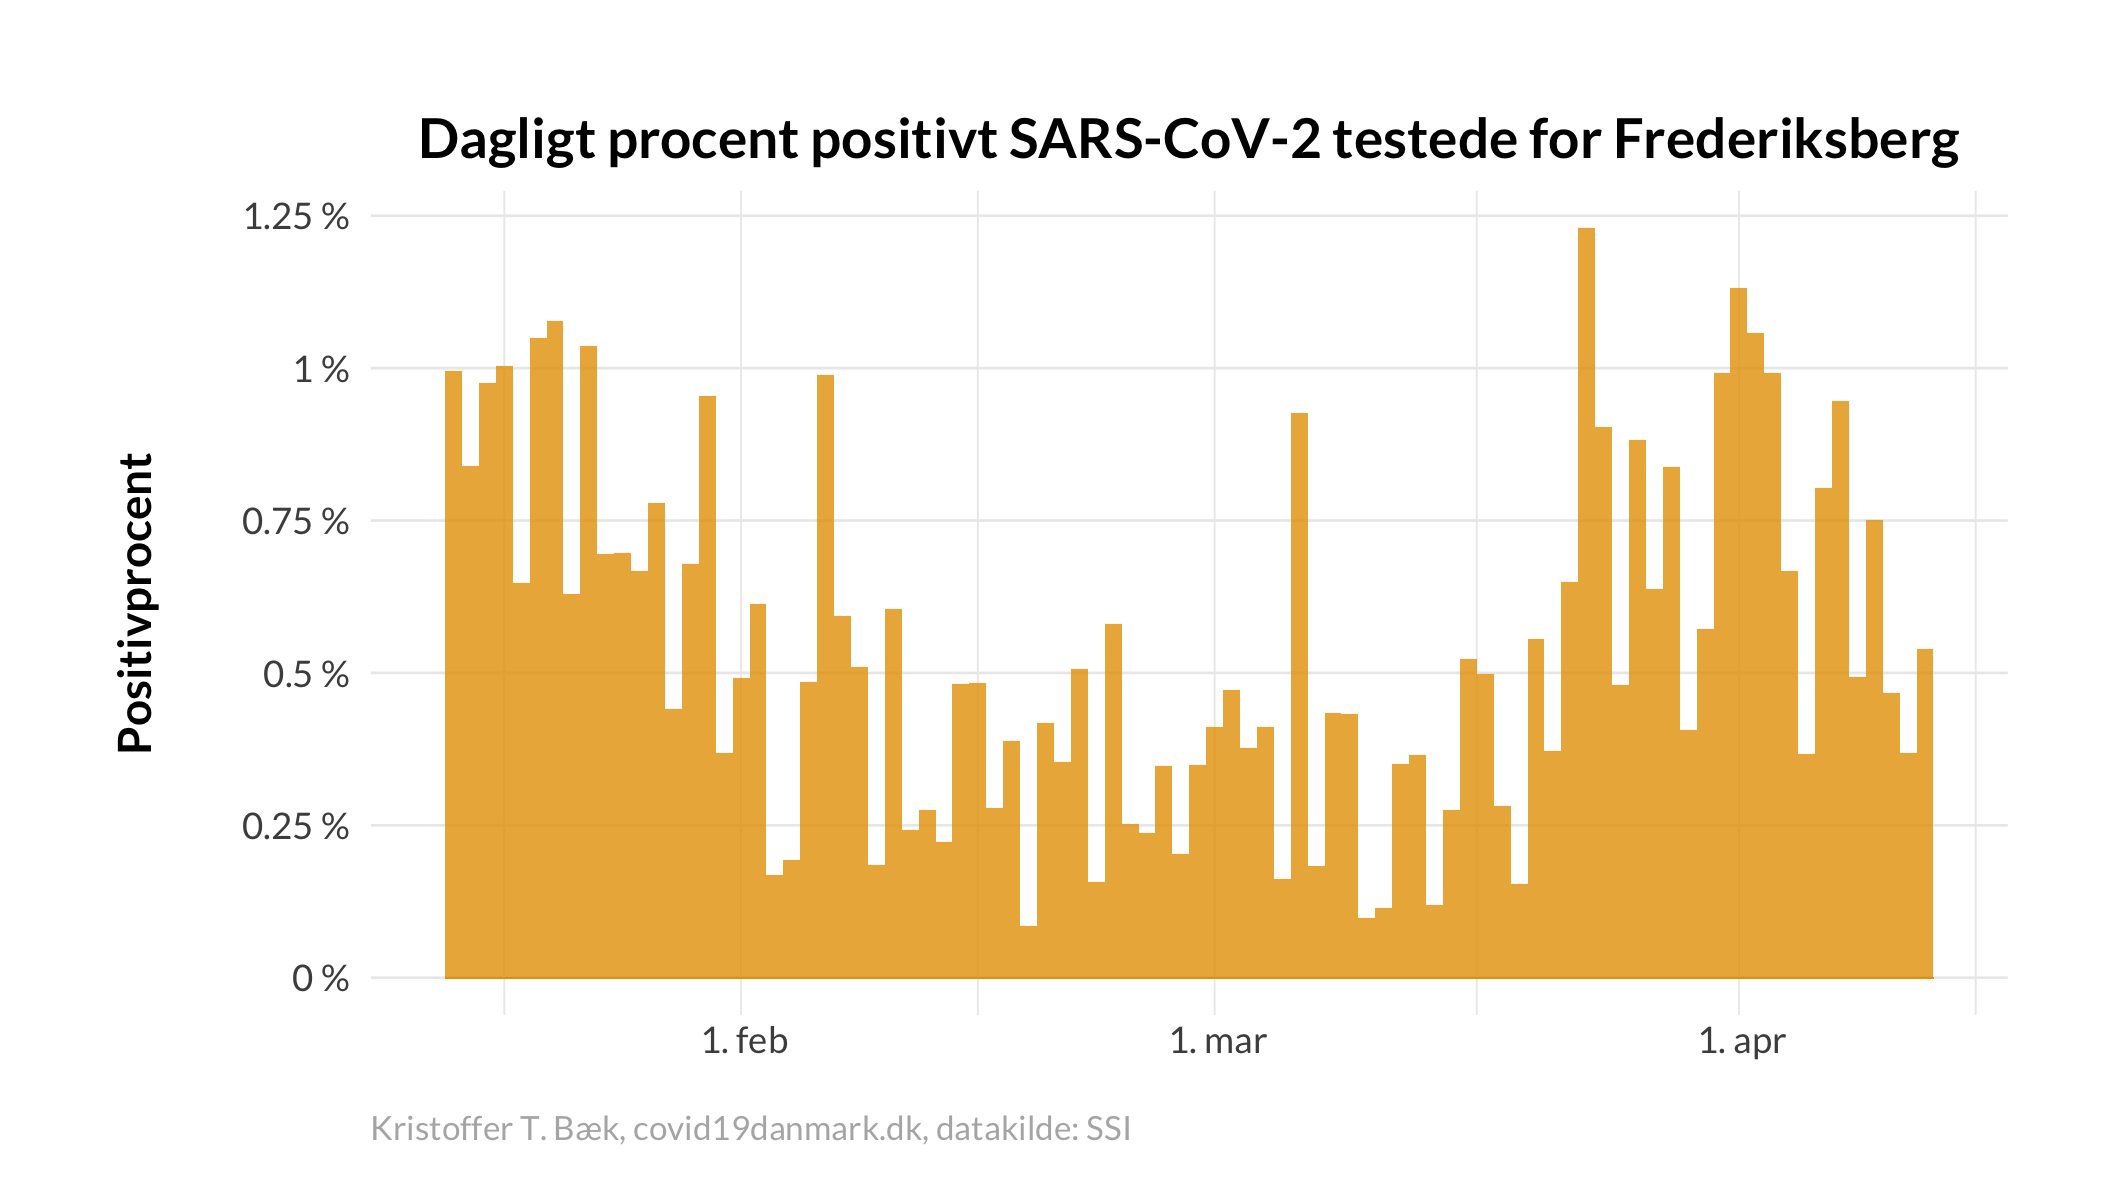 Dagligt procent positivt SARS-CoV-2 testede for Frederiksberg
Positivprocent
1.25 %
1 %
0.75 %
0.5 %
0.25 %
0 %
1. feb
1. mar
1. apr
Kristoffer T. Bæk, covid19danmark.dk, datakilde: SSI